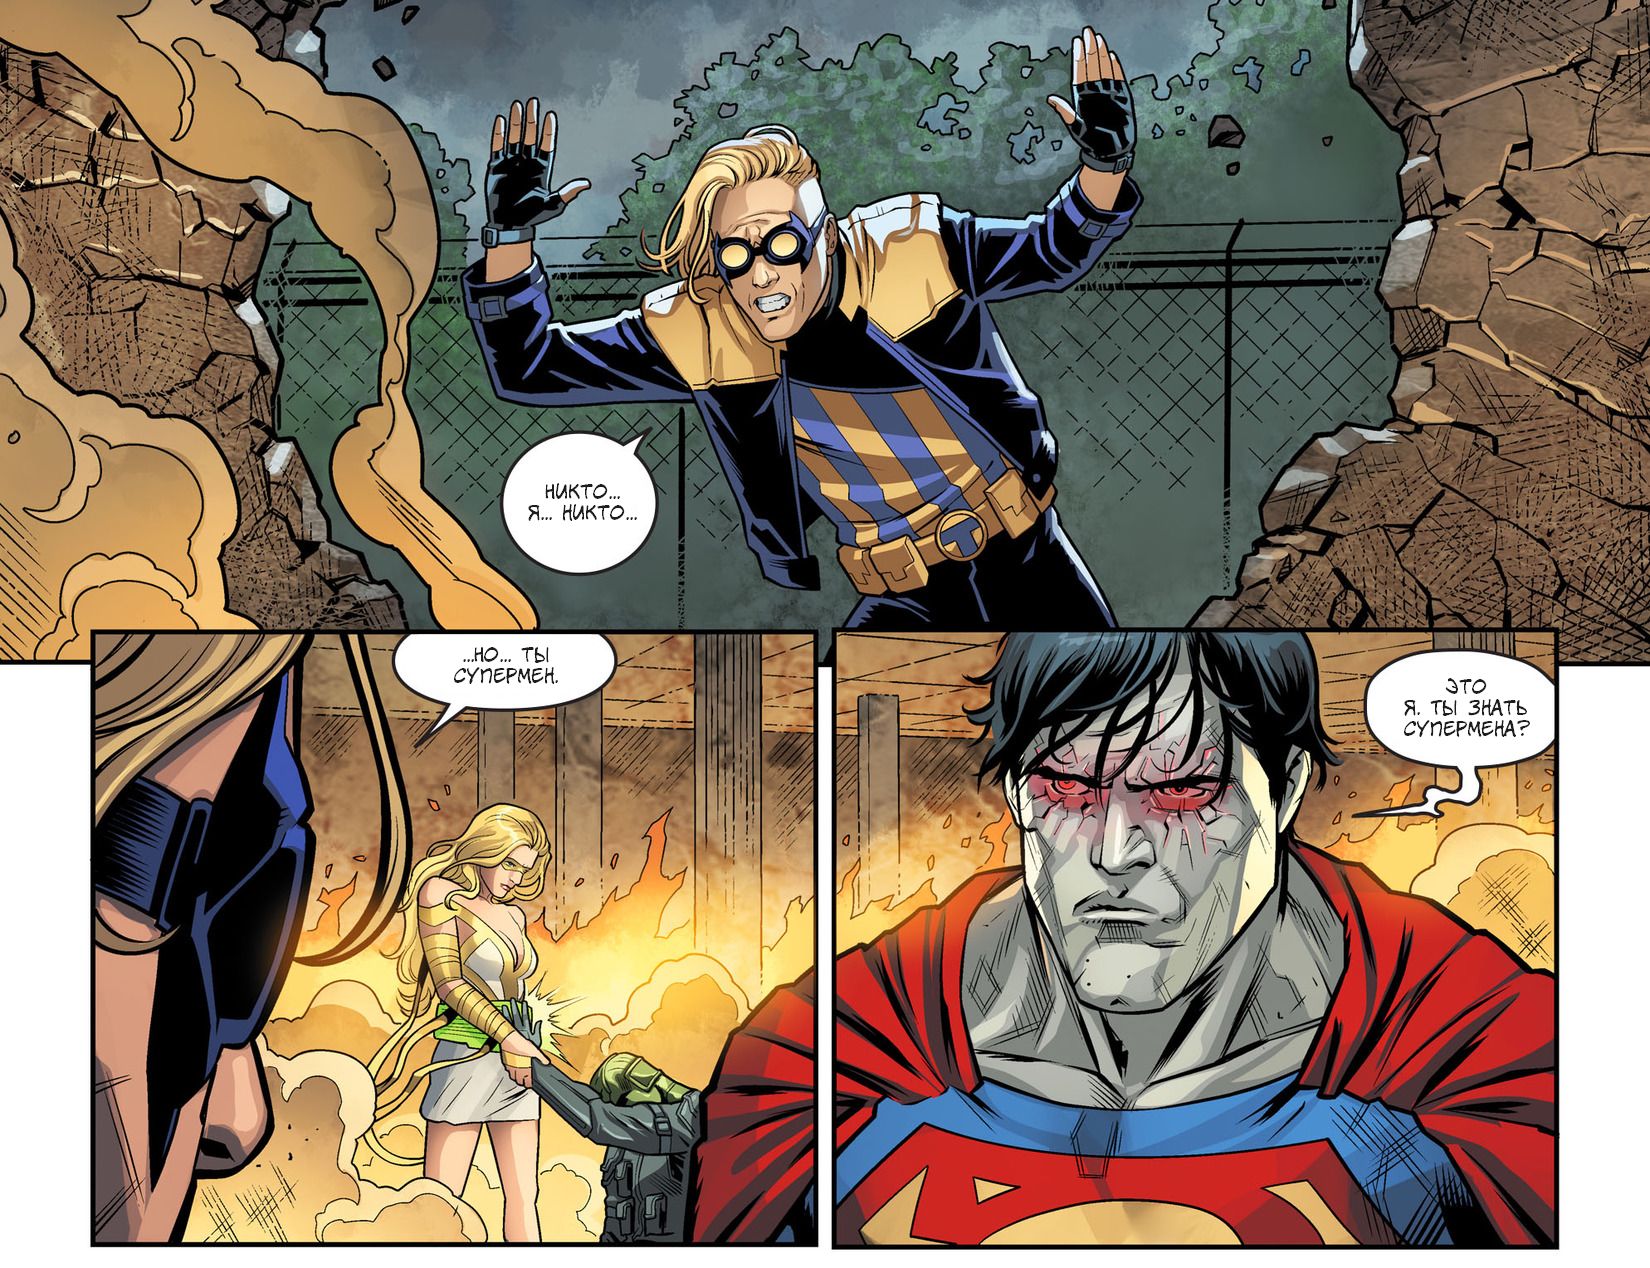 НИКТО...
Я... НИКТО...
...НО... ТЫ
СУПЕРМЕН.
ЭТО
Я. ТЫ ЗНАТЬ
СУПЕРМЕНА?
T